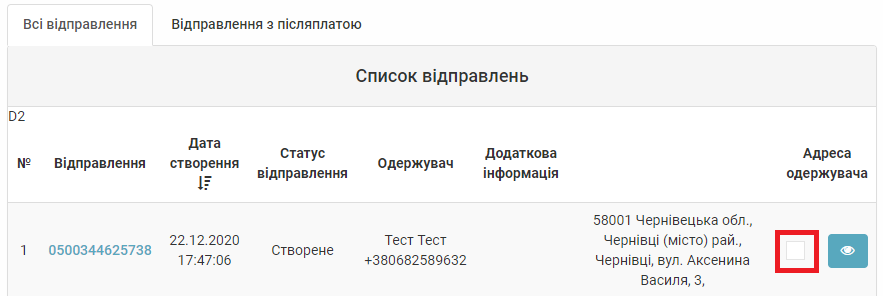 Всі відправлення
Відправлення з післяплатою
Список відправлень
D2
№
Відправлення
Дата
створення
Статус
відправлення
Одержувач
Додаткова
інформація
Адреса
одержувача
1
0500344625738
22.12.2020
17:47:06
Створене
Тест Тест
+380682589632
58001 Чернівецька обл.,
Чернівці (місто) рай.,
Чернівці, вул. Аксенина
Василя, 3,